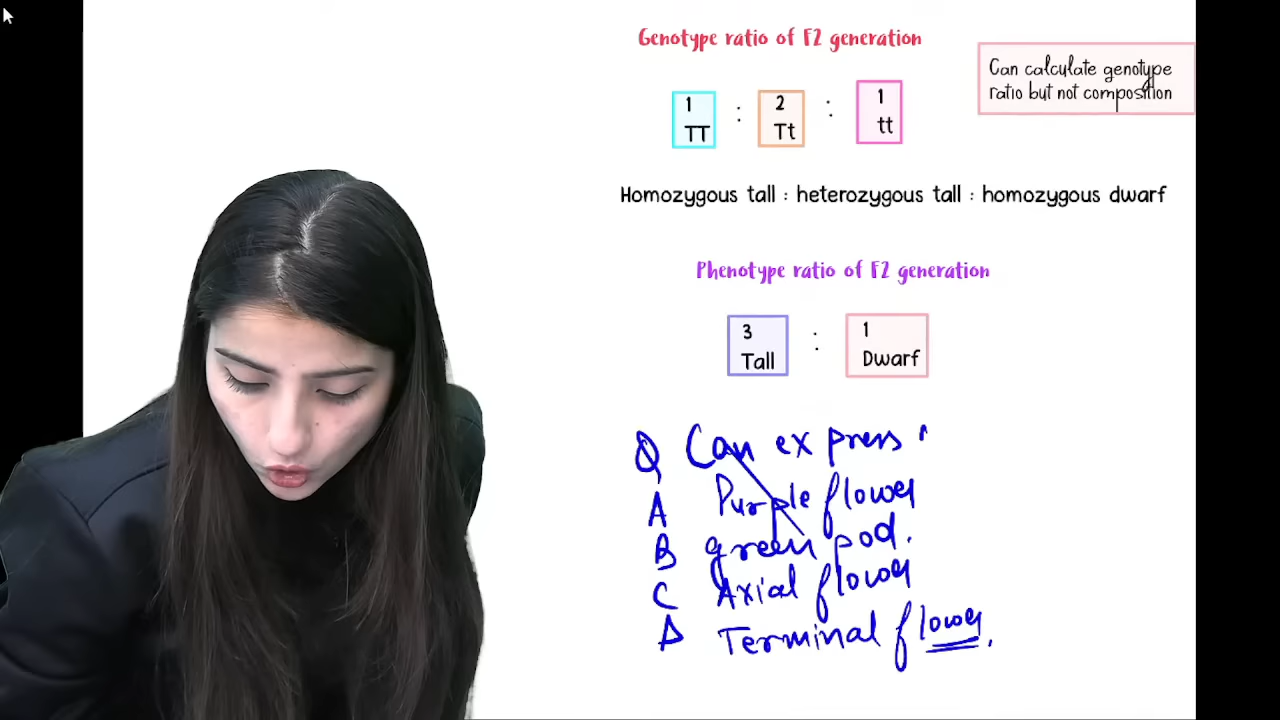 Genotype ratio of F2 generation
Can calculate genotype
ratio but not composition
1 : 2 : 1
TT Tt tt
Homozygous tall : heterozygous tall : homozygous dwarf
Phenotype ratio of F2 generation
3 : 1
Tall Dwarf
Q Can express
A Purple flower
B green pod.
C Axial flower
D Terminal flower.